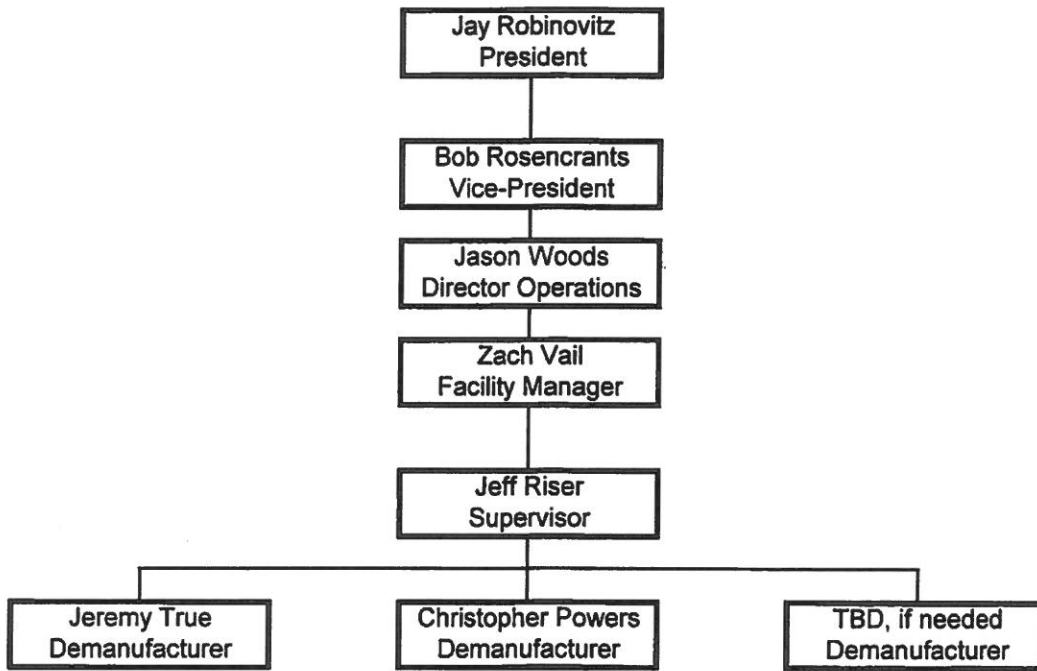 Jay Robinovitz
President
Bob Rosencrants
Vice-President
Jason Woods
Director Operations
Zach Vail
Facility Manager
Jeff Riser
Supervisor
Jeremy True
Demanufacturer
Christopher Powers
Demanufacturer
TBD, if needed
Demanufacturer